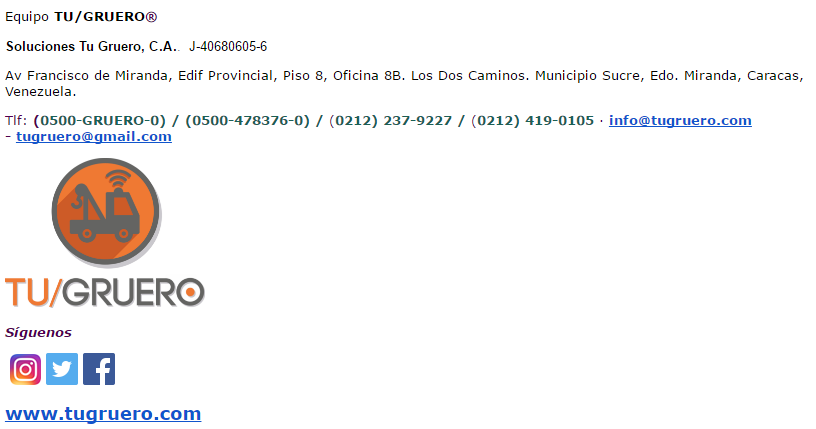 Equipo TU/GRUERO®
Soluciones Tu Gruero, C.A.. J-40680605-6
Av Francisco de Miranda, Edif Provincial, Piso 8, Oficina 8B. Los Dos Caminos. Municipio Sucre, Edo. Miranda, Caracas,
Venezuela.
Tlf: (0500-GRUERO-0) / (0500-478376-0) / (0212) 237-9227 / (0212) 419-0105 · info@tugruero.com
- tugruero@gmail.com
TU/GRUERO
Síguenos
www.tugruero.com